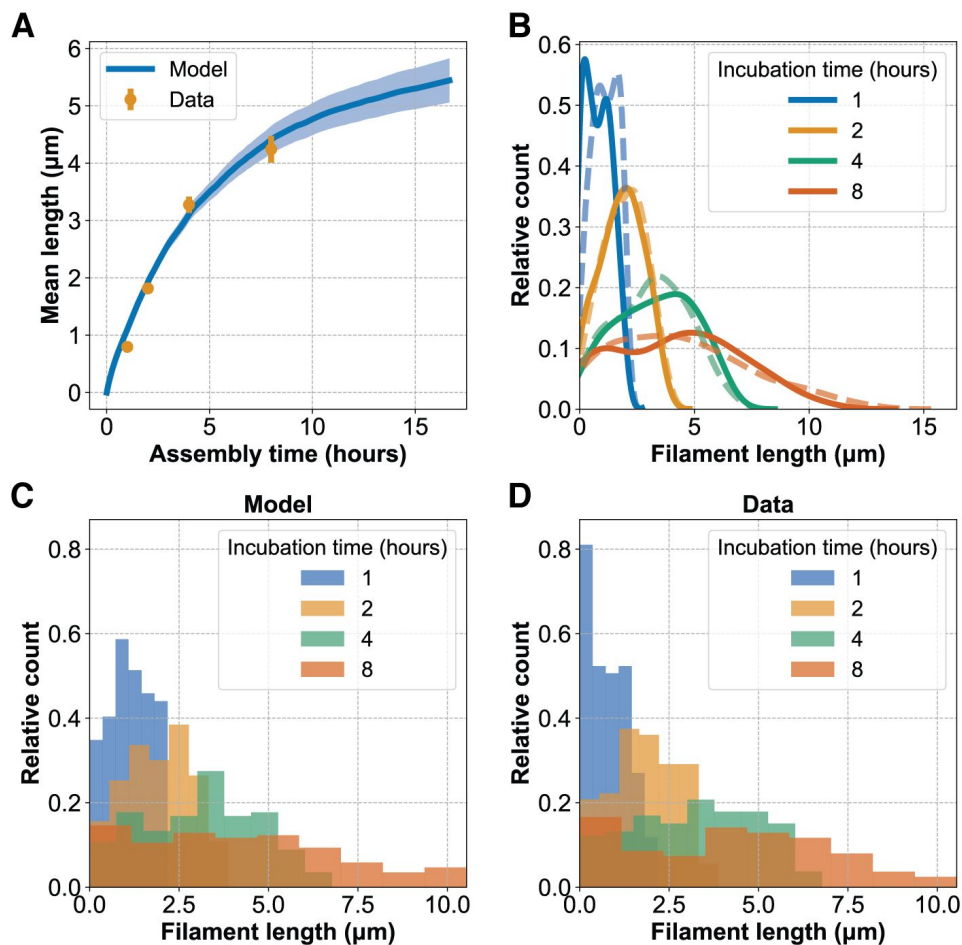 A
6
5
4
3
2
1
0
Mean length (µm)
Model
Data
0
5
10
15
Assembly time (hours)
B
0.6
0.5
0.4
0.3
0.2
0.1
0.0
Relative count
Incubation time (hours)
1
2
4
8
0
5
10
15
Filament length (µm)
C
Model
0.8
0.6
0.4
0.2
0.0
Relative count
Incubation time (hours)
1
2
4
8
0.0
2.5
5.0
7.5
10.0
Filament length (µm)
D
Data
0.8
0.6
0.4
0.2
0.0
Relative count
Incubation time (hours)
1
2
4
8
0.0
2.5
5.0
7.5
10.0
Filament length (µm)